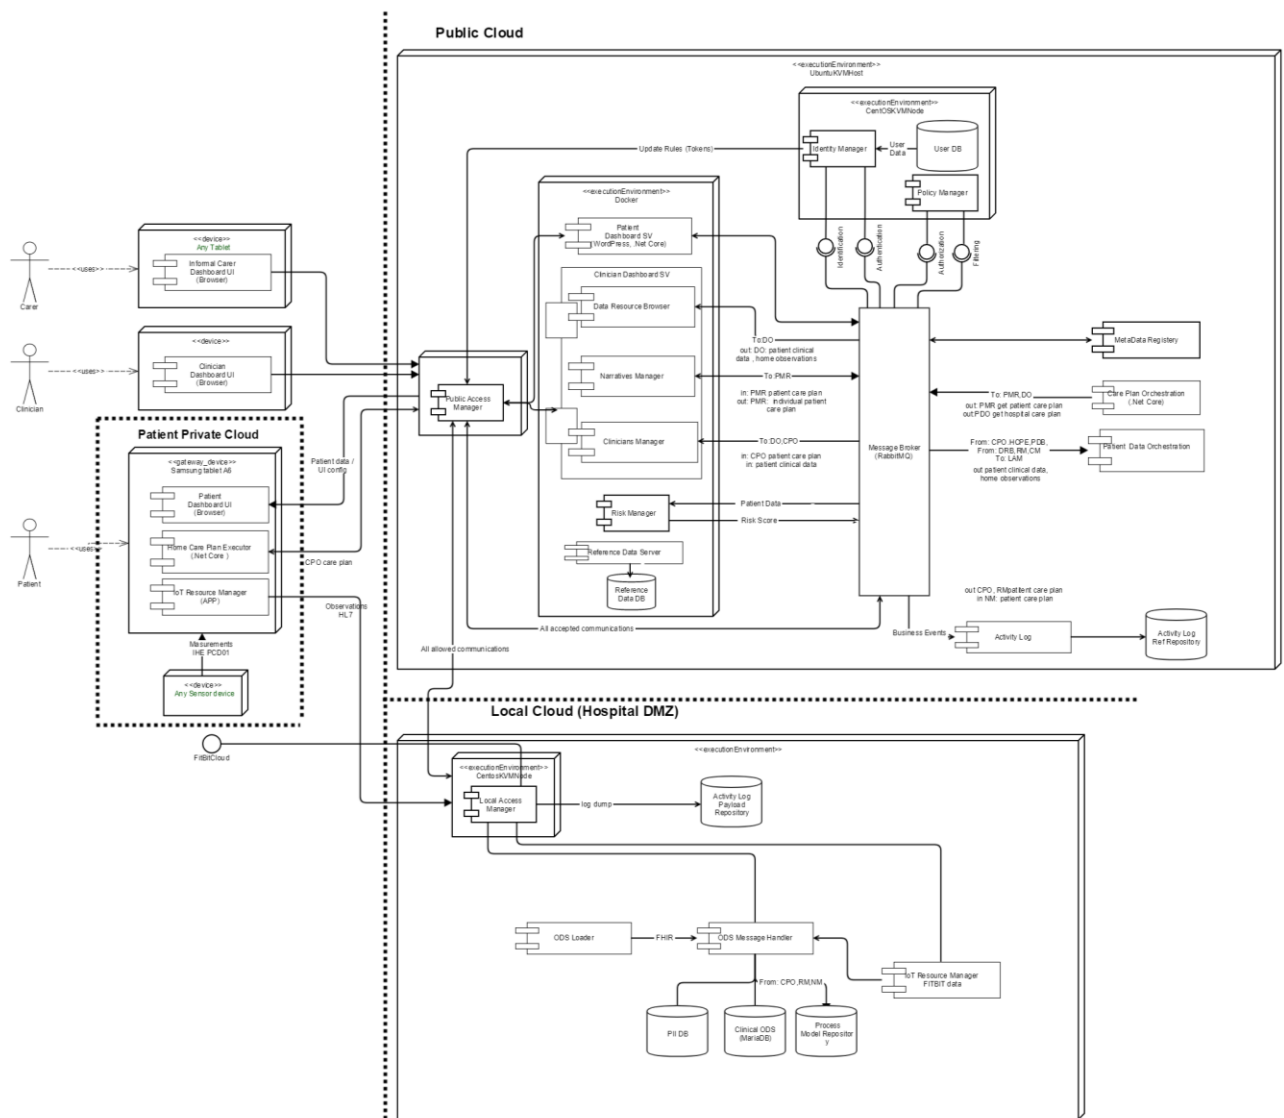 Public Cloud
<<executionEnvironment>>
UbuntuKVMHost
<<executionEnvironment>>
CentOSKVMNode
Identity Manager
User
Data
User DB
Policy Manager
Update Rules (Tokens)
Identification
Authentication
Authorization
Filtering
<<executionEnvironment>>
Docker
Patient
Dashboard SV
(WordPress, .Net Core)
Clinician Dashboard SV
Data Resource Browser
Narratives Manager
Clinicians Manager
Risk Manager
Reference Data Server
Reference
Data DB
To:DO
out: DO: patient clinical
data , home observations
To:PMR
in: PMR patient care plan
out: PMR: individual patient
care plan
To:DO,CPO
in: CPO patient care plan
in: patient clinical data
Patient Data
Risk Score
All accepted communications
Message Broker
(RabbitMQ)
MetaData Registry
To: PMR,DO
out: PMR get patient care plan
out:PDO get hospital care plan
Care Plan Orchestration
(.Net Core)
From: CPO,HOPE,PDB,
From: DRB,RM,CM
To: LAM
out patient clinical data,
home observations
Patient Data Orchestration
out CPO, RMpatitent care plan
in NM: patient care plan
Business Events
Activity Log
Activity Log
Ref Repository
<<device>>
Any Tablet
Informal Carer
Dashboard UI
(Browser)
<<uses>>
Carer
<<device>>
Clinician
Dashboard UI
(Browser)
<<uses>>
Clinician
Public Access
Manager
Patient Private Cloud
<<gateway_device>>
Samsung tablet A6
Patient
Dashboard UI
(Browser)
Home Care Plan Executor
(.Net Core )
IoT Resource Manager
(APP)
<<uses>>
Patient
Patient data /
UI config
CPO care plan
Observations
HL7
Masurements
IHE PCD01
<<device>>
Any Sensor device
All allowed communications
FitBitCloud
Local Cloud (Hospital DMZ)
<<executionEnvironment>>
<<executionEnvironment>>
CentosKVMNode
Local Access
Manager
log dump
Activity Log
Payload
Repository
ODS Loader
FHIR
ODS Message Handler
IoT Resource Manager
FITBIT data
From: CPO,RM,NM
PII DB
Clinical ODS
(MariaDB)
Process
Model Repositor
y